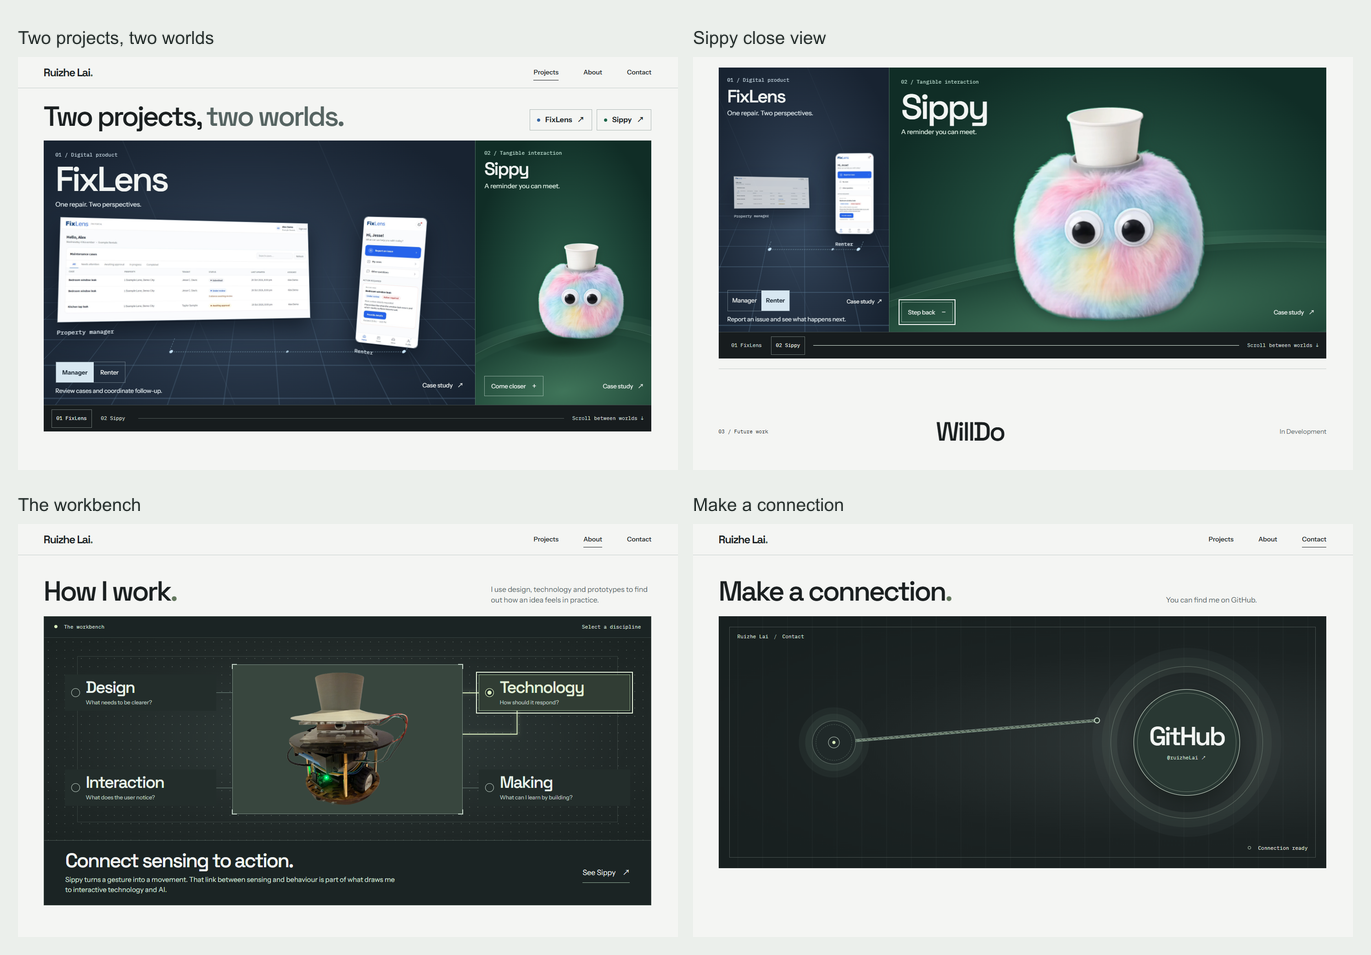 Two projects, two worlds
Ruizhe Lai.
Projects
About
Contact
Two projects, two worlds.
FixLens ↗
Sippy ↗
01 / Digital product
FixLens
One repair. Two perspectives.
FixLens
Hello, Alex
Maintenance cases
Property manager
FixLens
Hi, Jesse!
Renter
Manager
Renter
Review cases and coordinate follow-up.
Case study ↗
02 / Tangible interaction
Sippy
A reminder you can meet.
Come closer +
Case study ↗
01 FixLens
02 Sippy
Scroll between worlds ↓
Sippy close view
01 / Digital product
FixLens
One repair. Two perspectives.
Property manager
FixLens
Renter
Manager
Renter
Case study ↗
Report an issue and see what happens next.
02 / Tangible interaction
Sippy
A reminder you can meet.
Step back −
Case study ↗
01 FixLens
02 Sippy
Scroll between worlds ↓
03 / Future work
WillDo
In Development
The workbench
Ruizhe Lai.
Projects
About
Contact
How I work.
I use design, technology and prototypes to find
out how an idea feels in practice.
The workbench
Select a discipline
Design
What needs to be clearer?
Technology
How should it respond?
Interaction
What does the user notice?
Making
What can I learn by building?
Connect sensing to action.
Sippy turns a gesture into a movement. That link between sensing and behaviour is part of what draws me
to interactive technology and AI.
See Sippy ↗
Make a connection
Ruizhe Lai.
Projects
About
Contact
Make a connection.
You can find me on GitHub.
Ruizhe Lai / Contact
GitHub
@ruizheLai ↗
Connection ready